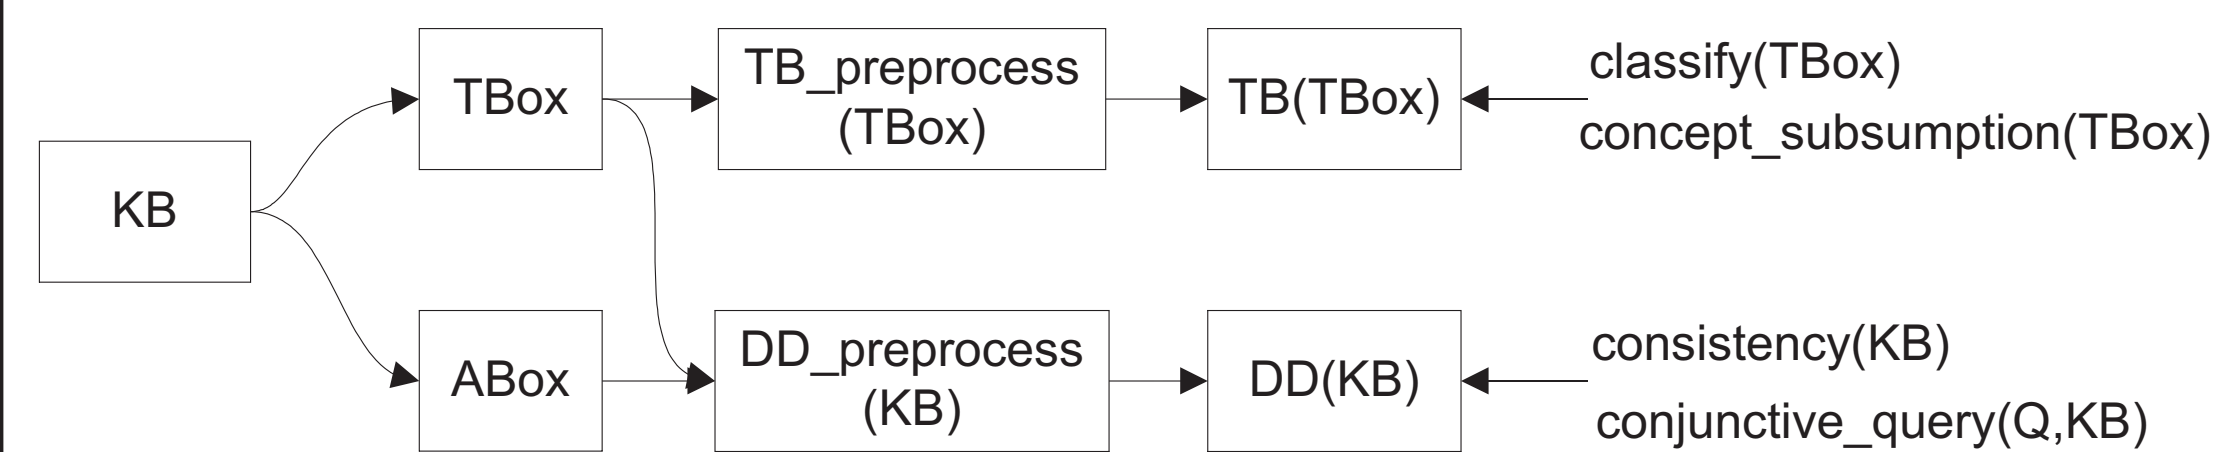 KB
TBox
TB_preprocess
(TBox)
TB(TBox)
classify(TBox)
concept_subsumption(TBox)
ABox
DD_preprocess
(KB)
DD(KB)
consistency(KB)
conjunctive_query(Q,KB)